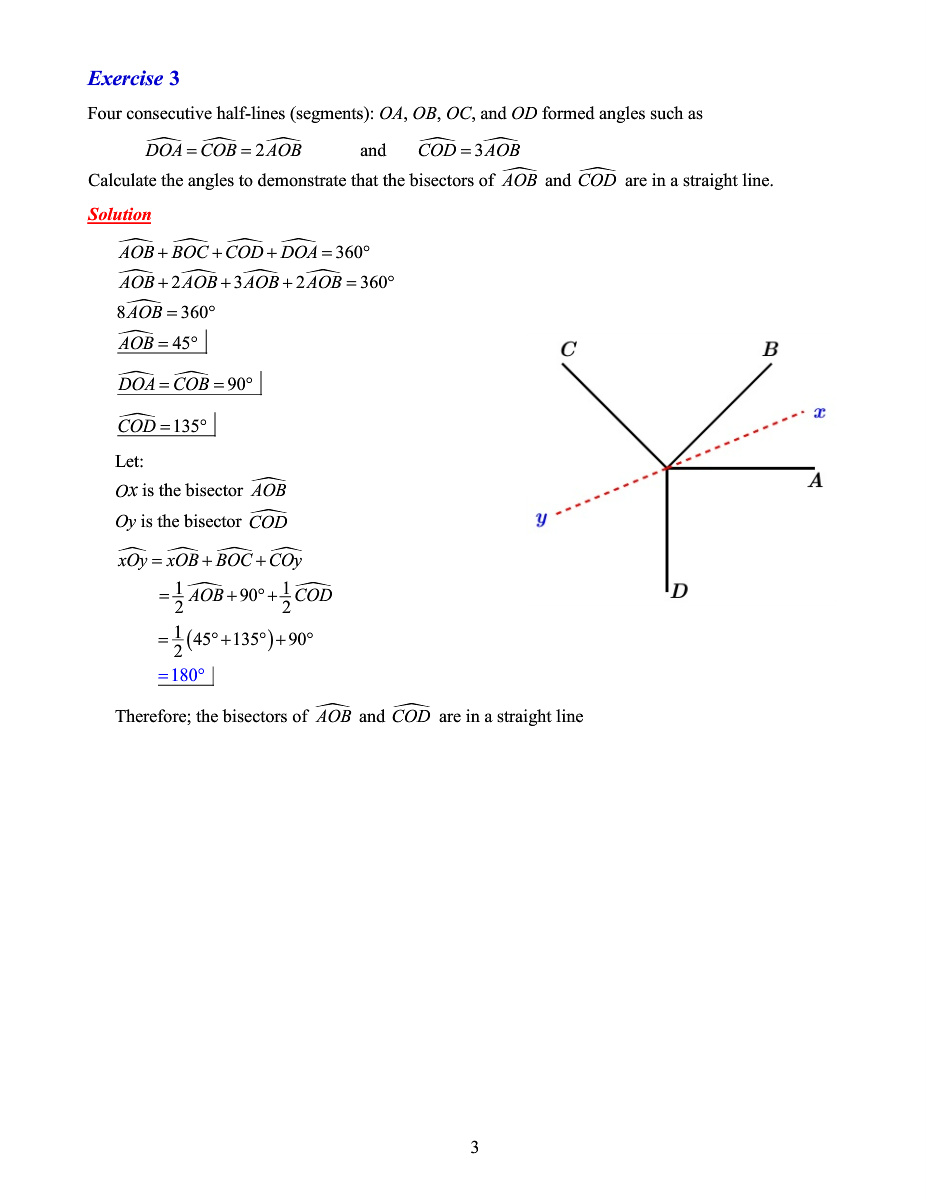 Exercise 3
Four consecutive half-lines (segments): OA, OB, OC, and OD formed angles such as
$\widehat{DOA} = \widehat{COB} = 2\widehat{AOB}$ and $\widehat{COD} = 3\widehat{AOB}$
Calculate the angles to demonstrate that the bisectors of $\widehat{AOB}$ and $\widehat{COD}$ are in a straight line.
Solution
$\widehat{AOB} + \widehat{BOC} + \widehat{COD} + \widehat{DOA} = 360°$
$\widehat{AOB} + 2\widehat{AOB} + 3\widehat{AOB} + 2\widehat{AOB} = 360°$
$8\widehat{AOB} = 360°$
$\widehat{AOB} = 45°$
$\widehat{DOA} = \widehat{COB} = 90°$
$\widehat{COD} = 135°$
Let:
Ox is the bisector $\widehat{AOB}$
Oy is the bisector $\widehat{COD}$
$\widehat{xOy} = \widehat{xOB} + \widehat{BOC} + \widehat{COy}$
$= \frac{1}{2}\widehat{AOB} + 90° + \frac{1}{2}\widehat{COD}$
$= \frac{1}{2}(45° + 135°) + 90°$
$= 180°$
Therefore; the bisectors of $\widehat{AOB}$ and $\widehat{COD}$ are in a straight line
C
B
x
A
y
D
3